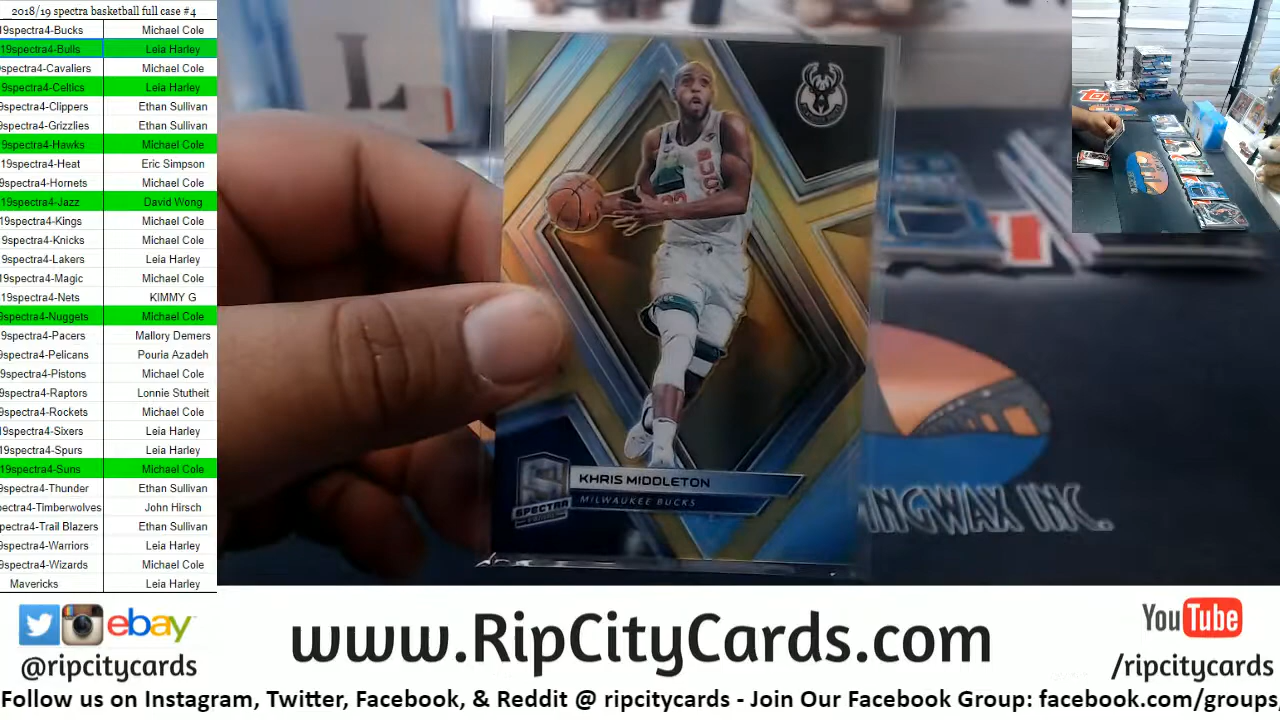 2018/19 spectra basketball full case #4
19spectra4-Bucks Michael Cole
19spectra4-Bulls Leia Harley
9spectra4-Cavaliers Michael Cole
9spectra4-Celtics Leia Harley
9spectra4-Clippers Ethan Sullivan
9spectra4-Grizzlies Ethan Sullivan
9spectra4-Hawks Michael Cole
19spectra4-Heat Eric Simpson
9spectra4-Hornets Michael Cole
19spectra4-Jazz David Wong
19spectra4-Kings Michael Cole
9spectra4-Knicks Michael Cole
9spectra4-Lakers Leia Harley
19spectra4-Magic Michael Cole
19spectra4-Nets KIMMY G
9spectra4-Nuggets Michael Cole
9spectra4-Pacers Mallory Demers
9spectra4-Pelicans Pouria Azadeh
9spectra4-Pistons Michael Cole
9spectra4-Raptors Lonnie Stutheit
9spectra4-Rockets Michael Cole
19spectra4-Sixers Leia Harley
19spectra4-Spurs Leia Harley
19spectra4-Suns Michael Cole
9spectra4-Thunder Ethan Sullivan
spectra4-Timberwolves John Hirsch
pectra4-Trail Blazers Ethan Sullivan
9spectra4-Warriors Leia Harley
9spectra4-Wizards Michael Cole
Mavericks Leia Harley
KHRIS MIDDLETON
MILWAUKEE BUCKS
SPECTRA
INGWAX INC.
ebay
@ripcitycards
www.RipCityCards.com
YouTube
/ripcitycards
Follow us on Instagram, Twitter, Facebook, & Reddit @ ripcitycards - Join Our Facebook Group: facebook.com/groups/